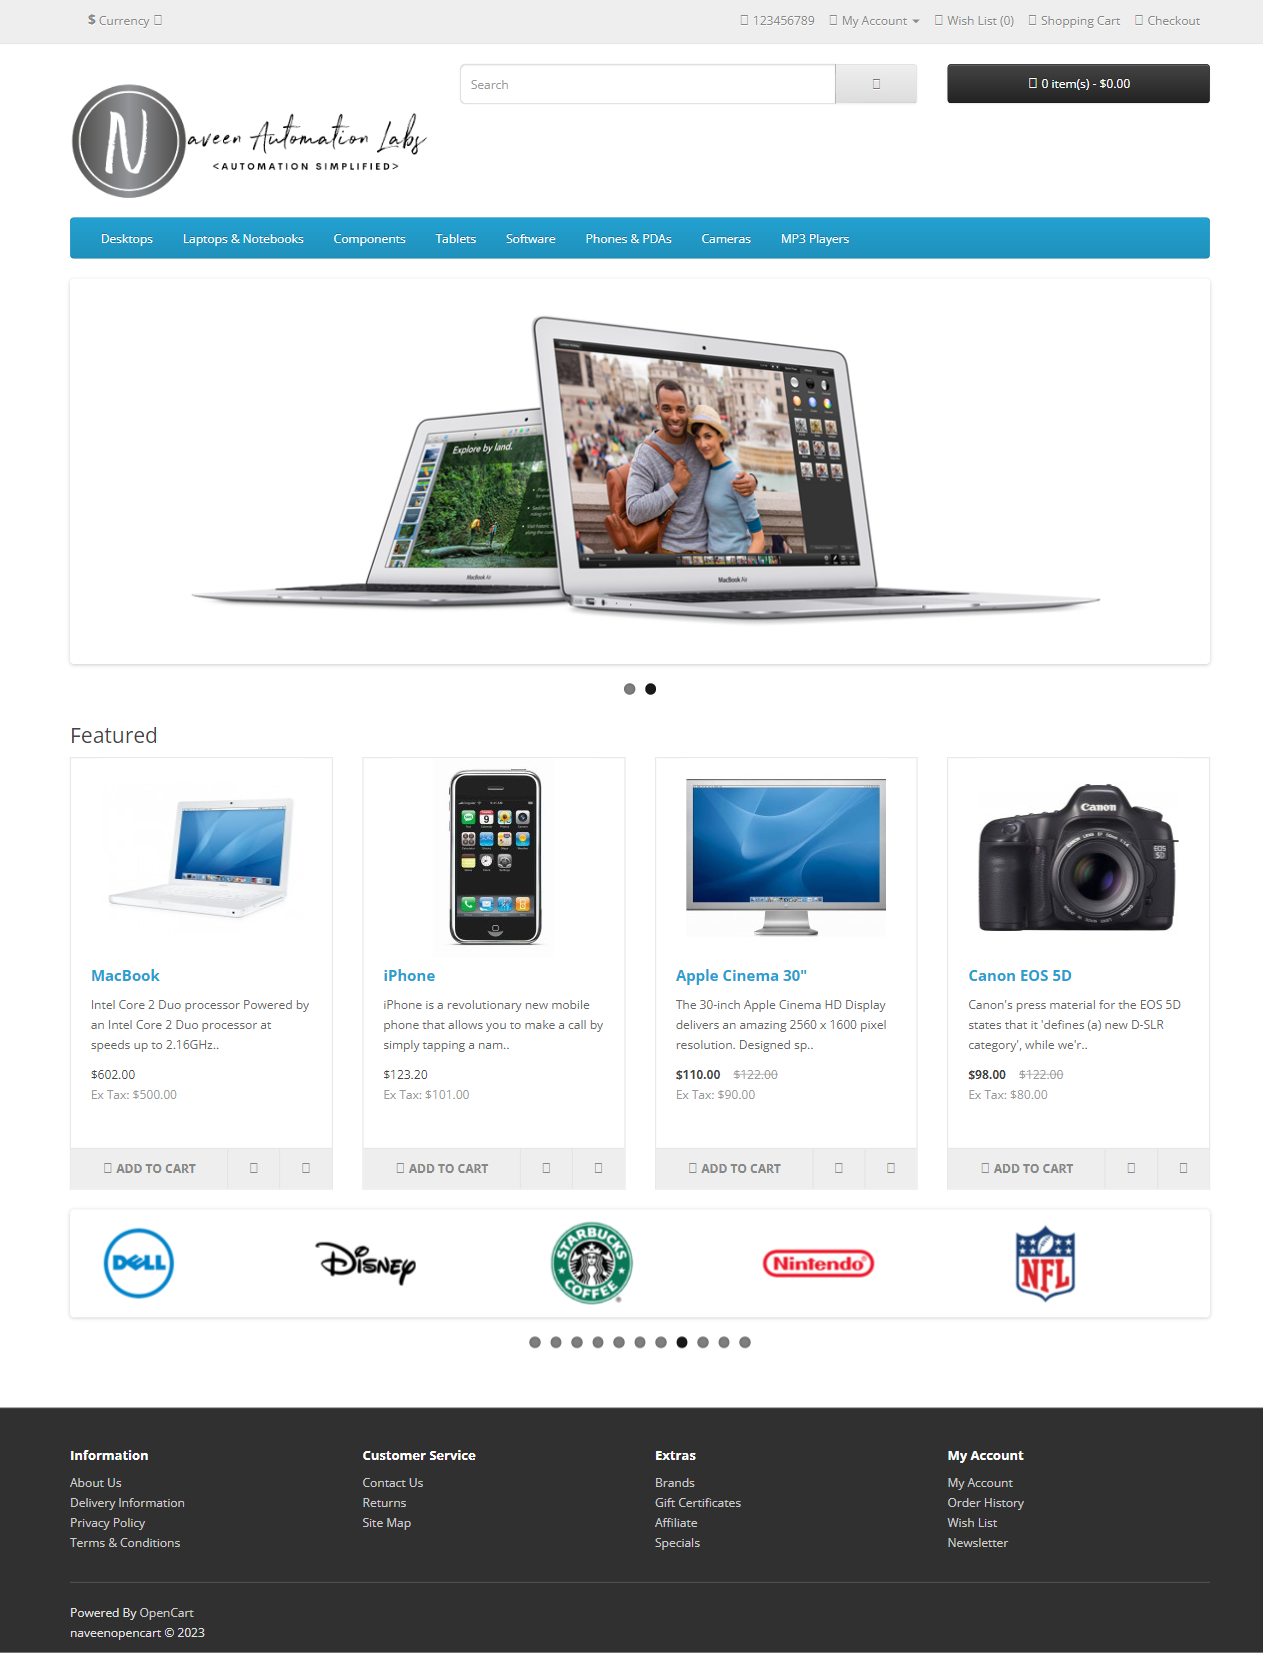 $ Currency
123456789 My Account Wish List (0) Shopping Cart Checkout
Search
0 item(s) - $0.00
N
aveen Automation Labs
<AUTOMATION SIMPLIFIED>
Desktops Laptops & Notebooks Components Tablets Software Phones & PDAs Cameras MP3 Players
Explore by land.
MacBook Air
MacBook Air
Featured
Canon
EOS
5D
MacBook
Intel Core 2 Duo processor Powered by
an Intel Core 2 Duo processor at
speeds up to 2.16GHz..
$602.00
Ex Tax: $500.00
ADD TO CART
iPhone
iPhone is a revolutionary new mobile
phone that allows you to make a call by
simply tapping a nam..
$123.20
Ex Tax: $101.00
ADD TO CART
Apple Cinema 30"
The 30-inch Apple Cinema HD Display
delivers an amazing 2560 x 1600 pixel
resolution. Designed sp..
$110.00 $122.00
Ex Tax: $90.00
ADD TO CART
Canon EOS 5D
Canon's press material for the EOS 5D
states that it 'defines (a) new D-SLR
category', while we'r..
$98.00 $122.00
Ex Tax: $80.00
ADD TO CART
DELL
Disney
STARBUCKS
COFFEE
Nintendo
NFL
Information
About Us
Delivery Information
Privacy Policy
Terms & Conditions
Customer Service
Contact Us
Returns
Site Map
Extras
Brands
Gift Certificates
Affiliate
Specials
My Account
My Account
Order History
Wish List
Newsletter
Powered By OpenCart
naveenopencart © 2023